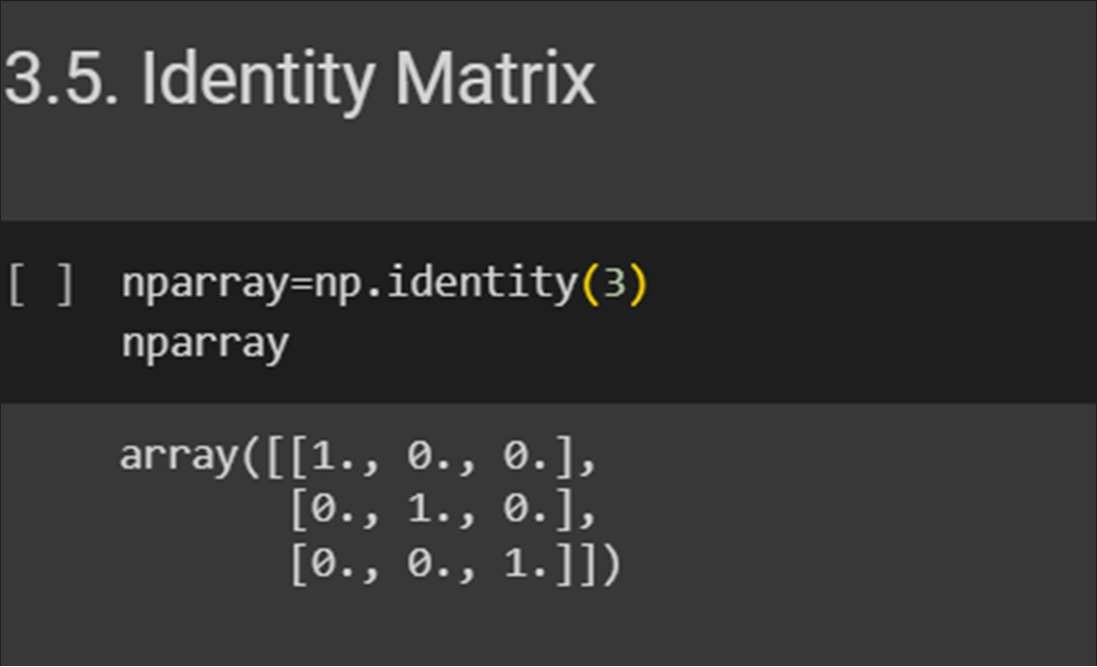 3.5. Identity Matrix
[ ] nparray=np.identity(3)
nparray
array([[1., 0., 0.],
[0., 1., 0.],
[0., 0., 1.]])